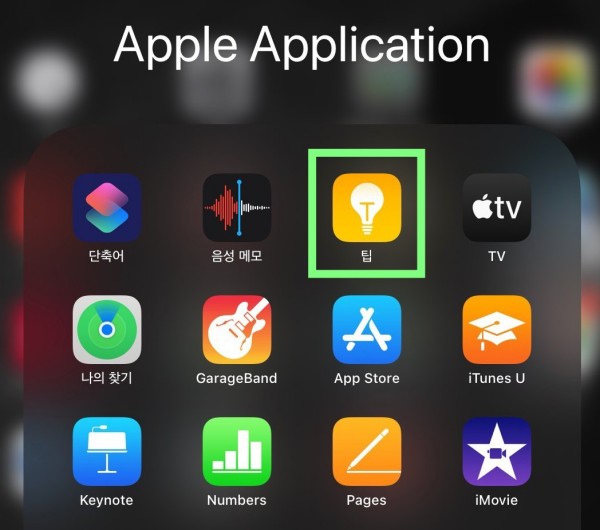 Apple Application
단축어
음성 메모
팁
tv
TV
나의 찾기
GarageBand
App Store
iTunes U
Keynote
Numbers
Pages
iMovie